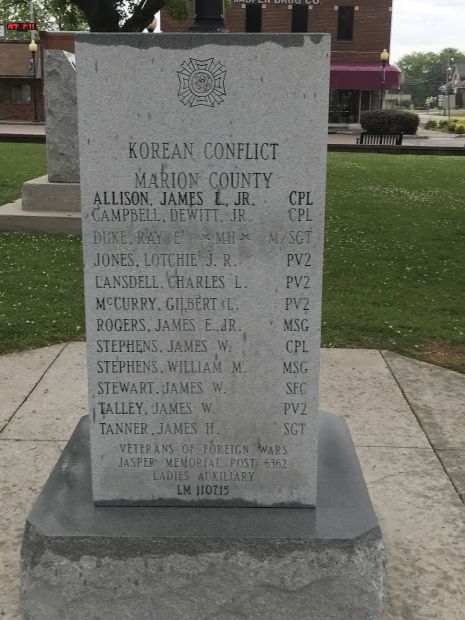 KOREAN CONFLICT
MARION COUNTY
ALLISON, JAMES L., JR. CPL
CAMPBELL, DEWITT, JR. CPL
DUKE, RAY E ★MH★ M/SGT
JONES, LOTCHIE J. R. PV2
LANSDELL, CHARLES L. PV2
McCURRY, GILBERT L. PV2
ROGERS, JAMES E., JR. MSG
STEPHENS, JAMES W. CPL
STEPHENS, WILLIAM M. MSG
STEWART, JAMES W. SFC
TALLEY, JAMES W. PV2
TANNER, JAMES H. SGT
VETERANS OF FOREIGN WARS
JASPER MEMORIAL POST 6362
LADIES AUXILIARY
LM 110715